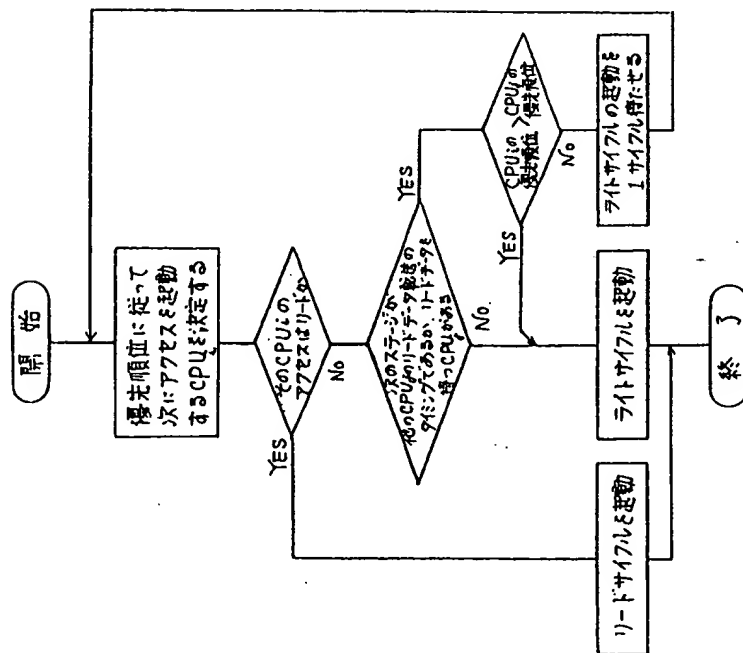 開始
優先順位に従って
次にアクセスを起動
するCPUiを決定する
そのCPUiの
アクセスはリードか
YES
NO
次のステージが
他のCPUjのリードデータ転送の
タイミングであるか、リードデータを
待つCPUjがある
YES
NO
CPUiの
優先順位
>
CPUjの
優先順位
YES
NO
ライトサイクルの起動を
1サイクル待たせる
リードサイクルを起動
ライトサイクルを起動
終了